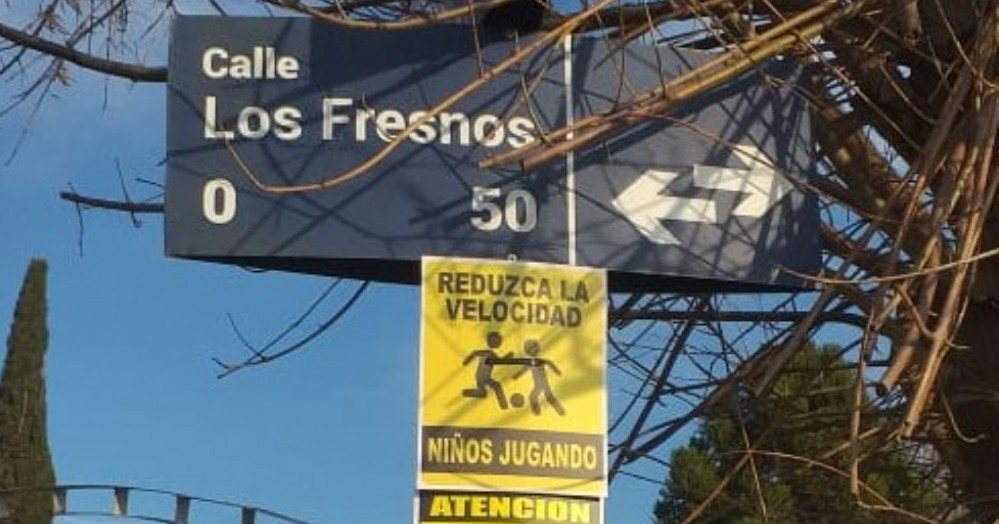 Calle
Los Fresnos
0 50
REDUZCA LA
VELOCIDAD
NIÑOS JUGANDO
ATENCION